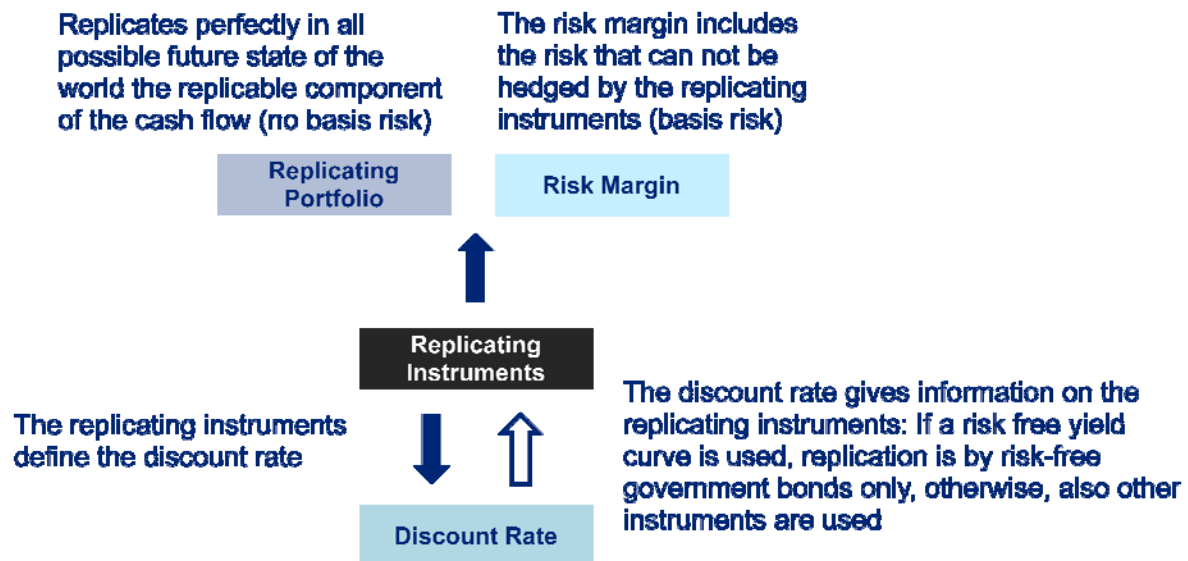 Replicates perfectly in all
possible future state of the
world the replicable component
of the cash flow (no basis risk)
The risk margin includes
the risk that can not be
hedged by the replicating
instruments (basis risk)
Replicating
Portfolio
Risk Margin
Replicating
Instruments
The replicating instruments
define the discount rate
The discount rate gives information on the
replicating instruments: If a risk free yield
curve is used, replication is by risk-free
government bonds only, otherwise, also other
instruments are used
Discount Rate